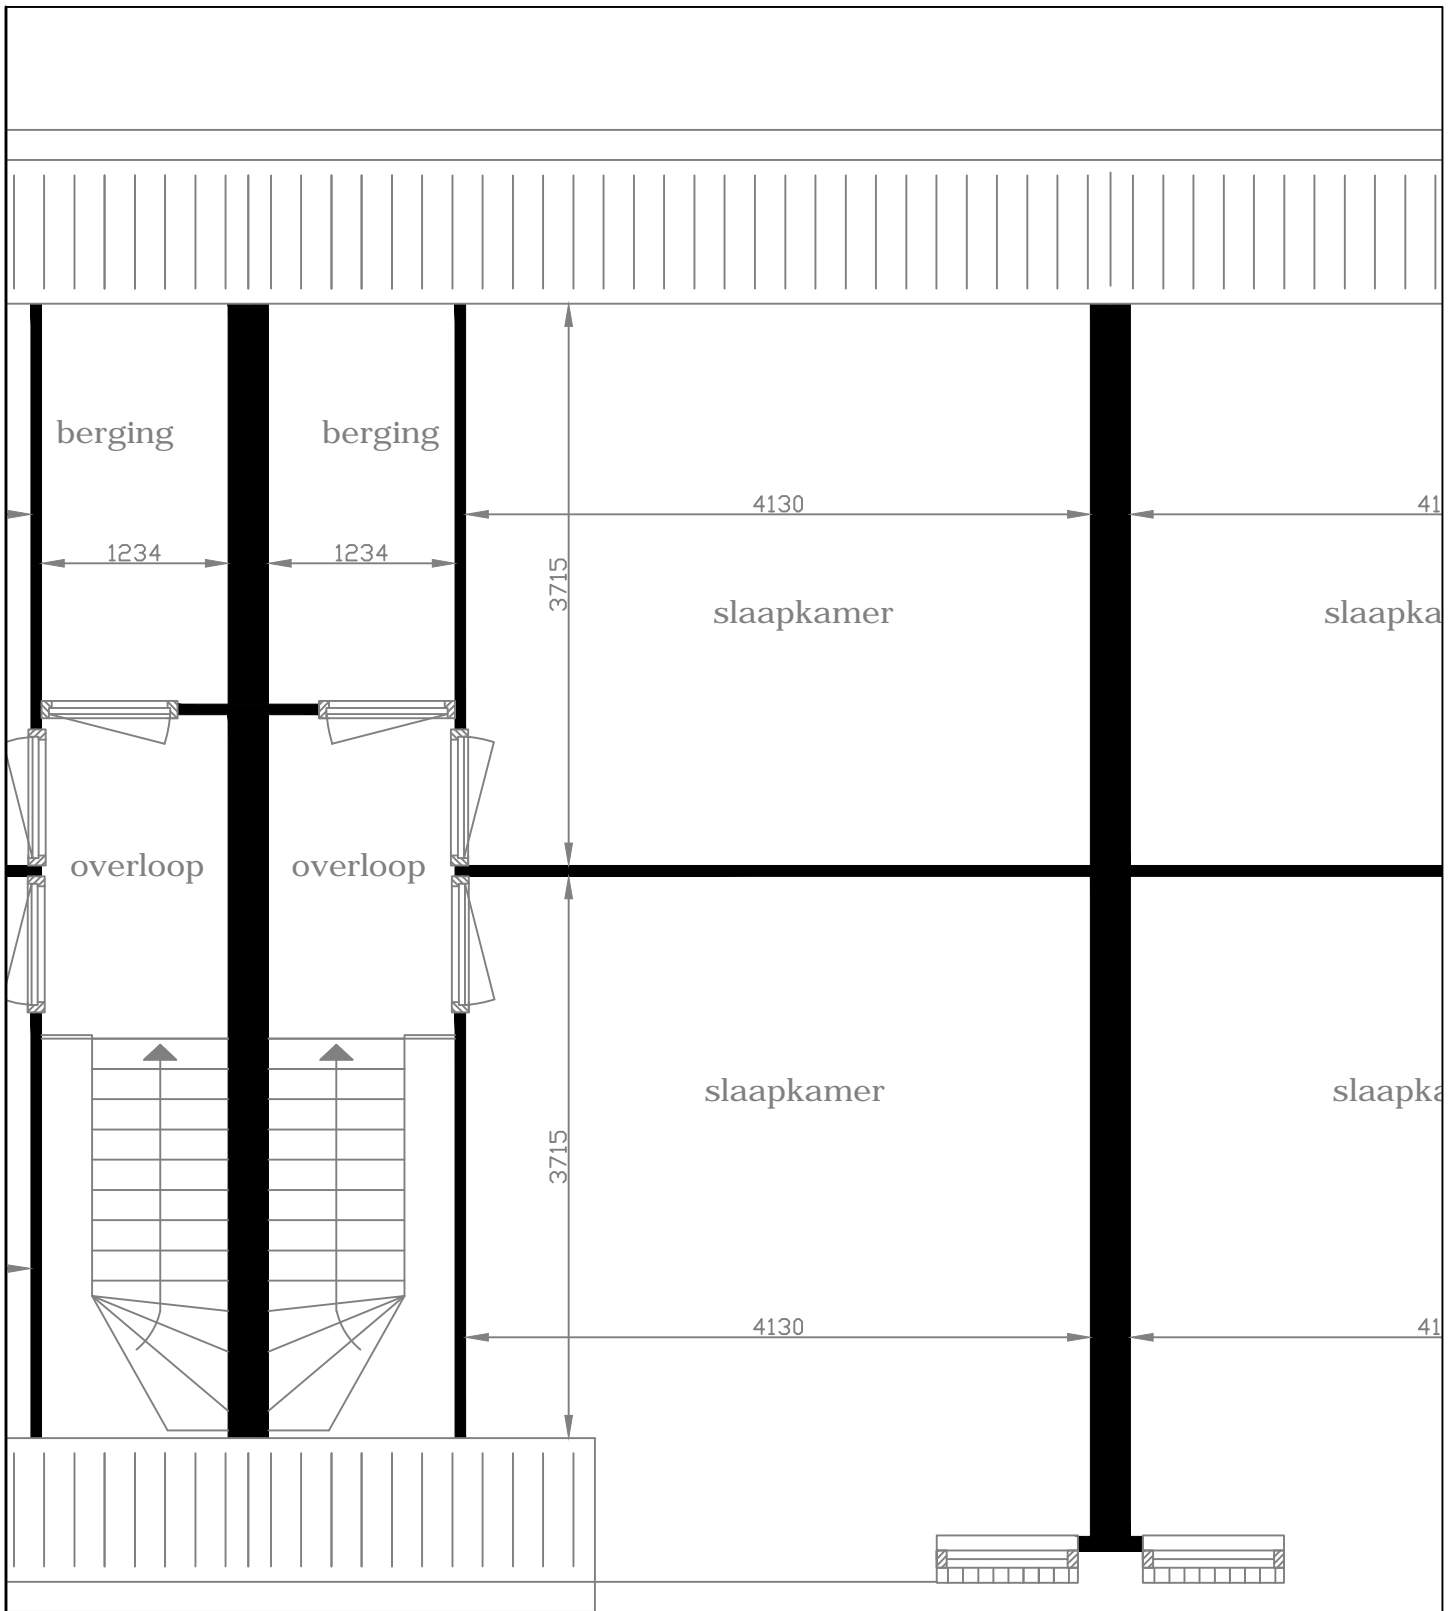 berging berging
4130 41
1234 1234
3715
slaapkamer slaapka
overloop overloop
slaapkamer slaapka
3715
4130 41